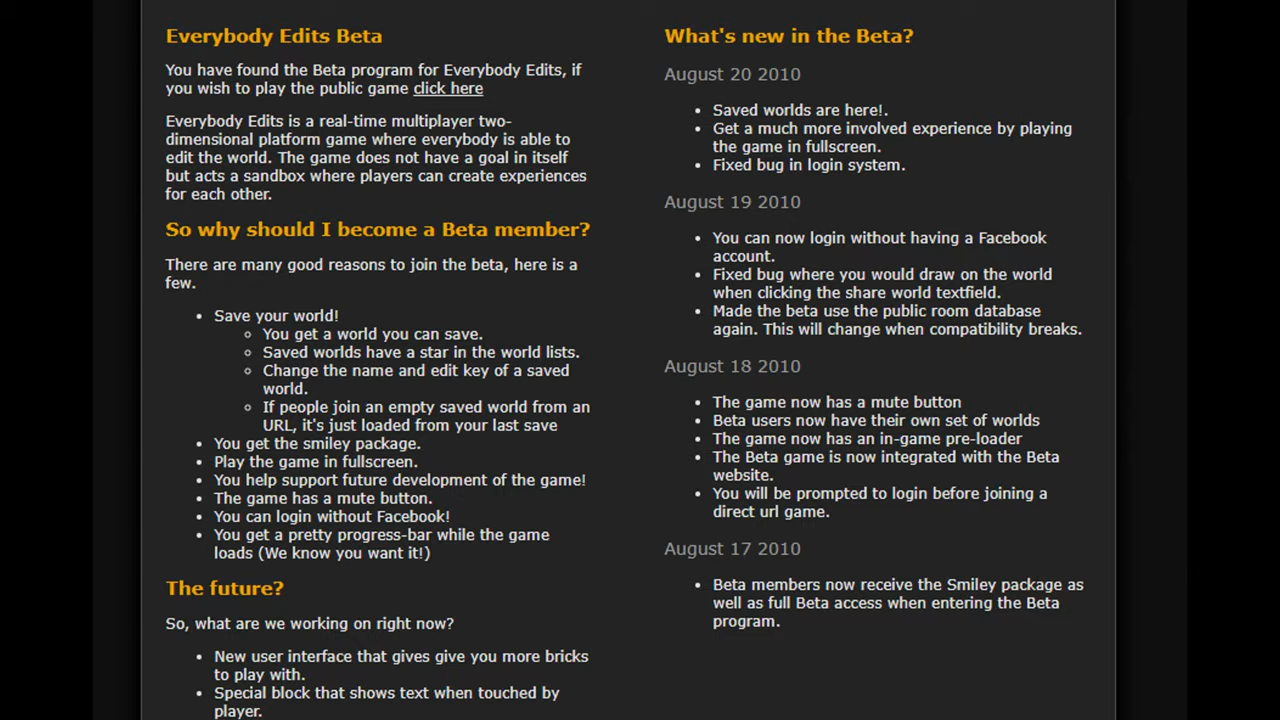 Everybody Edits Beta
You have found the Beta program for Everybody Edits, if
you wish to play the public game click here
Everybody Edits is a real-time multiplayer two-
dimensional platform game where everybody is able to
edit the world. The game does not have a goal in itself
but acts a sandbox where players can create experiences
for each other.
So why should I become a Beta member?
There are many good reasons to join the beta, here is a
few.
Save your world!
You get a world you can save.
Saved worlds have a star in the world lists.
Change the name and edit key of a saved
world.
If people join an empty saved world from an
URL, it's just loaded from your last save
You get the smiley package.
Play the game in fullscreen.
You help support future development of the game!
The game has a mute button.
You can login without Facebook!
You get a pretty progress-bar while the game
loads (We know you want it!)
The future?
So, what are we working on right now?
New user interface that gives give you more bricks
to play with.
Special block that shows text when touched by
player.
What's new in the Beta?
August 20 2010
Saved worlds are here!.
Get a much more involved experience by playing
the game in fullscreen.
Fixed bug in login system.
August 19 2010
You can now login without having a Facebook
account.
Fixed bug where you would draw on the world
when clicking the share world textfield.
Made the beta use the public room database
again. This will change when compatibility breaks.
August 18 2010
The game now has a mute button
Beta users now have their own set of worlds
The game now has an in-game pre-loader
The Beta game is now integrated with the Beta
website.
You will be prompted to login before joining a
direct url game.
August 17 2010
Beta members now receive the Smiley package as
well as full Beta access when entering the Beta
program.